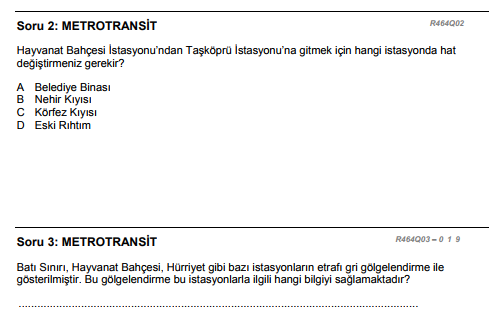 Soru 2: METROTRANSİT
R464Q02
Hayvanat Bahçesi İstasyonu'ndan Taşköprü İstasyonu'na gitmek için hangi istasyonda hat
değiştirmeniz gerekir?
A Belediye Binası
B Nehir Kıyısı
C Körfez Kıyısı
D Eski Rıhtım
Soru 3: METROTRANSİT
R464Q03 – 0 1 9
Batı Sınırı, Hayvanat Bahçesi, Hürriyet gibi bazı istasyonların etrafı gri gölgelendirme ile
gösterilmiştir. Bu gölgelendirme bu istasyonlarla ilgili hangi bilgiyi sağlamaktadır?